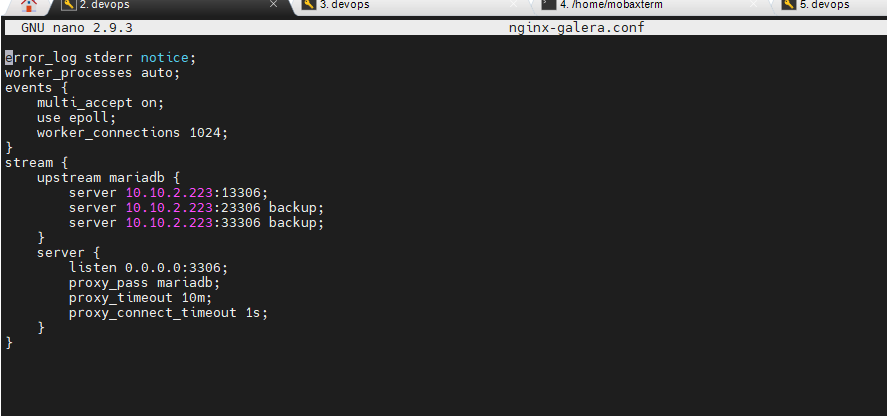 2. devops
3. devops
4. /home/mobaxterm
5. devops
GNU nano 2.9.3 nginx-galera.conf
error_log stderr notice;
worker_processes auto;
events {
    multi_accept on;
    use epoll;
    worker_connections 1024;
}
stream {
    upstream mariadb {
        server 10.10.2.223:13306;
        server 10.10.2.223:23306 backup;
        server 10.10.2.223:33306 backup;
    }
    server {
        listen 0.0.0.0:3306;
        proxy_pass mariadb;
        proxy_timeout 10m;
        proxy_connect_timeout 1s;
    }
}